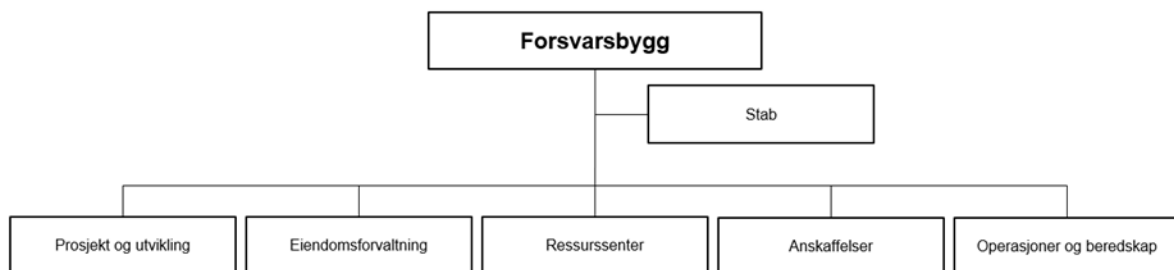 Forsvarsbygg
Stab
Prosjekt og utvikling
Eiendomsforvaltning
Ressurssenter
Anskaffelser
Operasjoner og beredskap